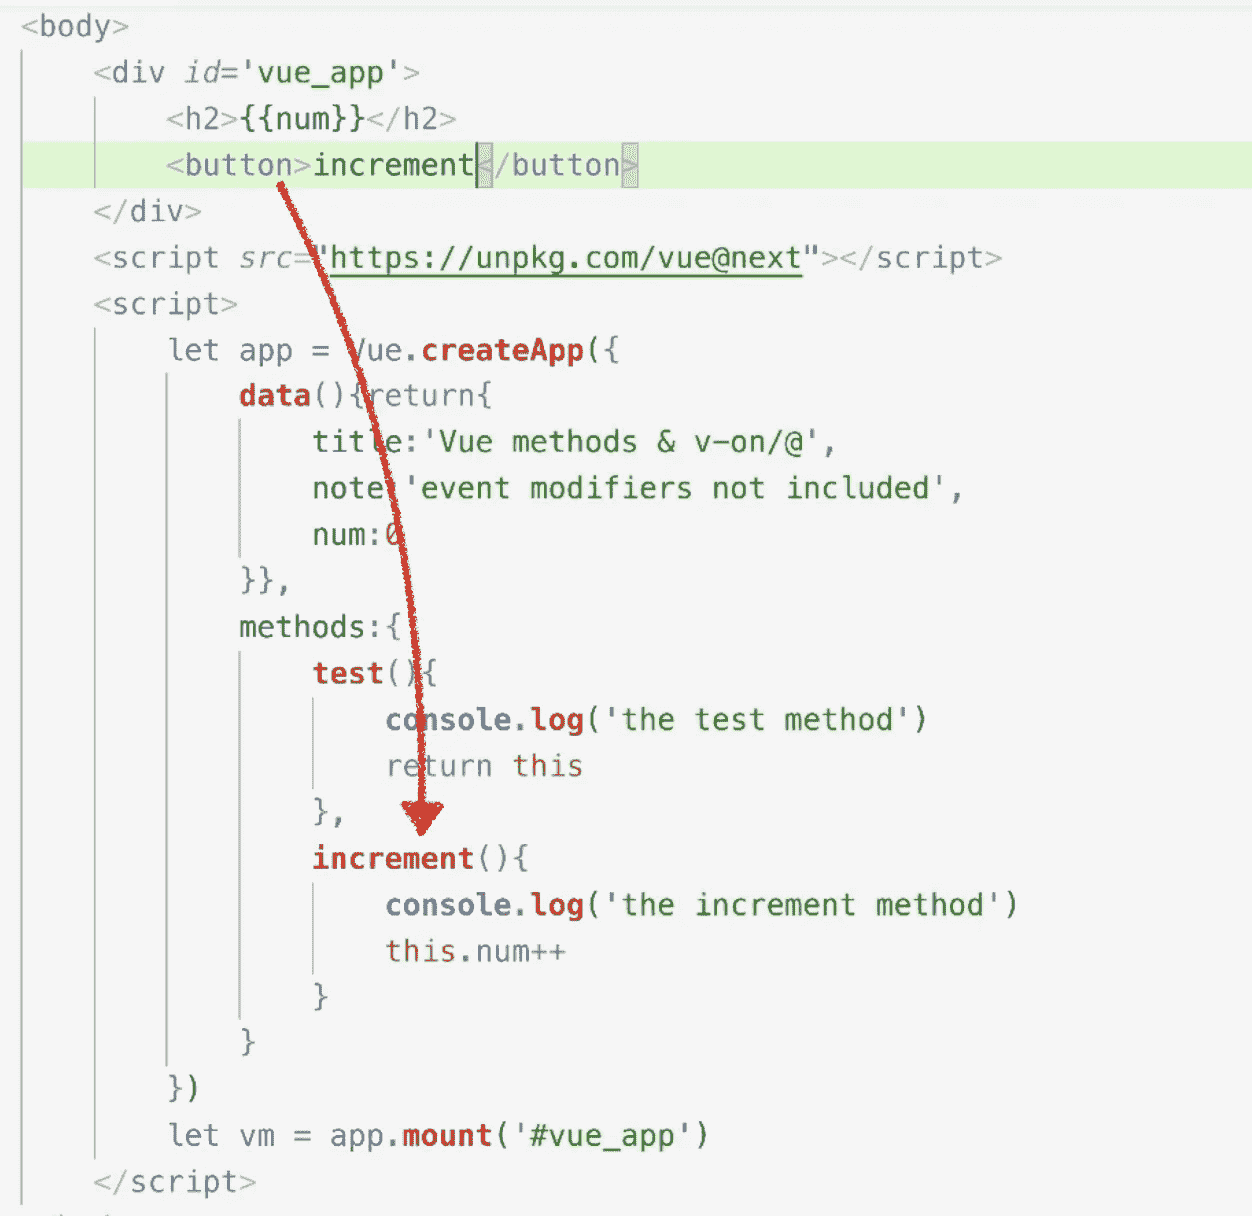 <body>
<div id='vue_app'>
<h2>{{num}}</h2>
<button>increment</button>
</div>
<script src="https://unpkg.com/vue@next"></script>
<script>
let app = Vue.createApp({
data(){return{
title:'Vue methods & v-on/@',
note:'event modifiers not included',
num:0
}},
methods:{
test(){
console.log('the test method')
return this
},
increment(){
console.log('the increment method')
this.num++
}
}
})
let vm = app.mount('#vue_app')
</script>